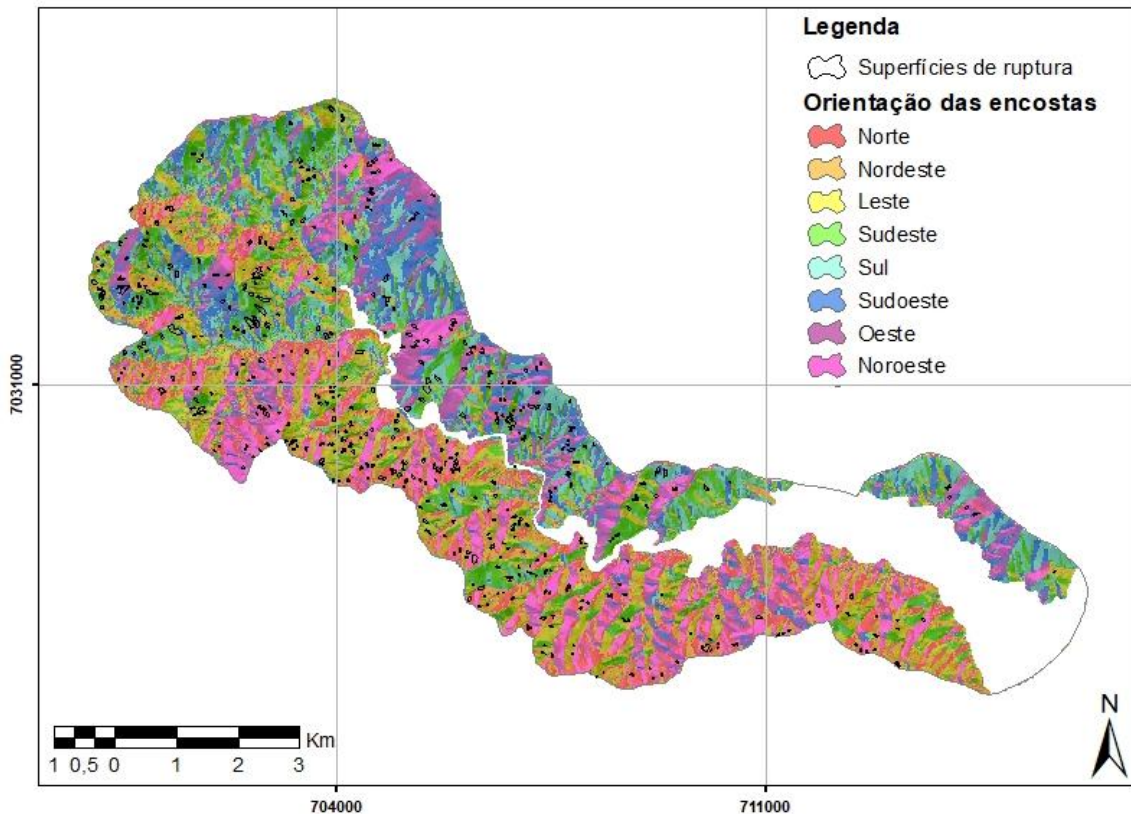 Legenda
Superfícies de ruptura
Orientação das encostas
Norte
Nordeste
Leste
Sudeste
Sul
Sudoeste
Oeste
Noroeste
7031000
N
Km
1 0,5 0 1 2 3
704000 711000